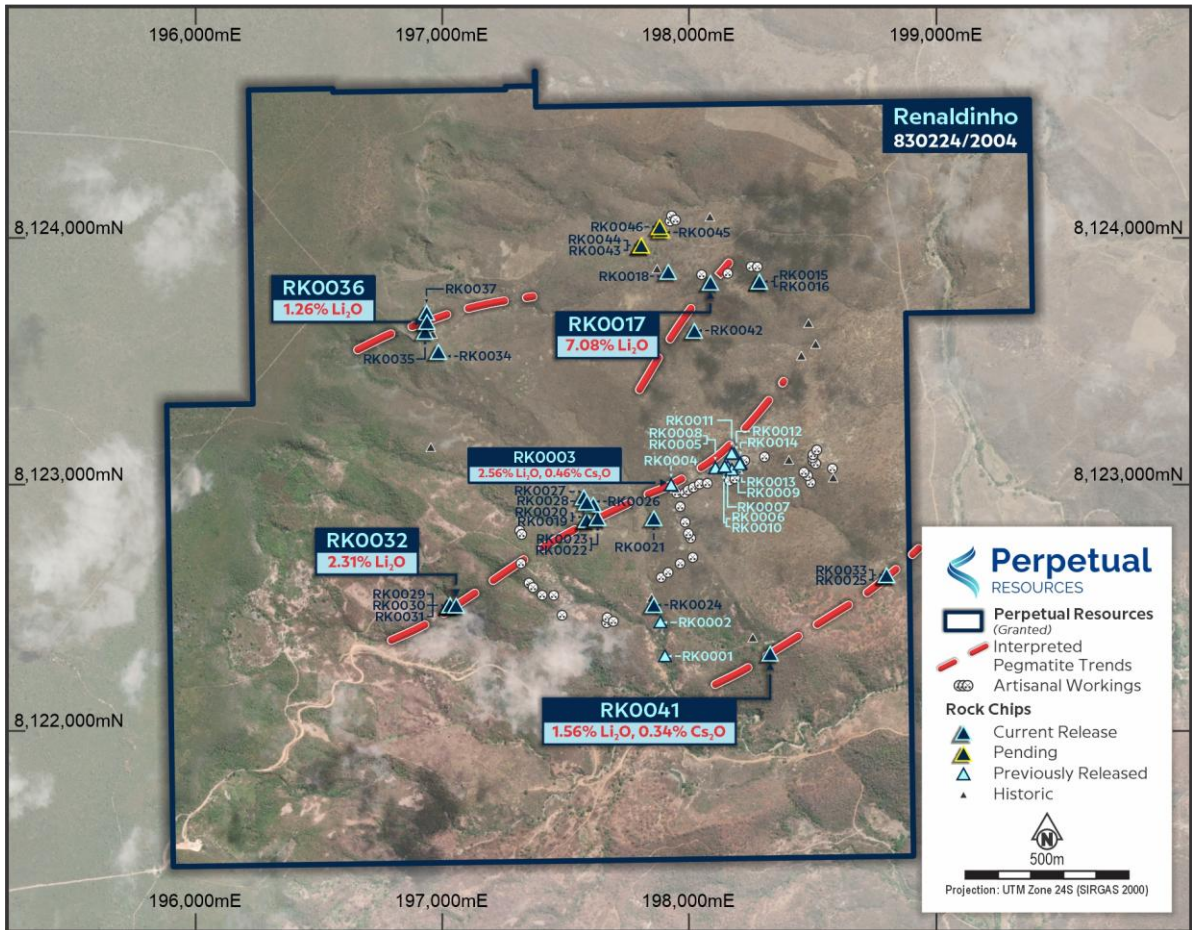 196,000mE
197,000mE
198,000mE
199,000mE
Renaldinho
830224/2004
8,124,000mN
8,124,000mN
RK0046
RK0045
RK0044
RK0043
RK0018
RK0015
RK0016
RK0036
1.26% Li₂O
RK0037
RK0017
7.08% Li₂O
RK0042
RK0035
RK0034
RK0011
RK0008
RK0012
RK0005
RK0014
RK0003
2.56% Li₂O, 0.46% Cs₂O
RK0004
8,123,000mN
8,123,000mN
RK0013
RK0009
RK0027
RK0028
RK0026
RK0020
RK0019
RK0007
RK0006
RK0010
RK0023
RK0022
RK0021
RK0032
2.31% Li₂O
RK0033
RK0025
RK0029
RK0030
RK0031
RK0024
RK0002
RK0001
RK0041
1.56% Li₂O, 0.34% Cs₂O
8,122,000mN
Perpetual
RESOURCES
Perpetual Resources
(Granted)
Interpreted
Pegmatite Trends
Artisanal Workings
Rock Chips
Current Release
Pending
Previously Released
Historic
N
500m
Projection: UTM Zone 24S (SIRGAS 2000)
196,000mE
197,000mE
198,000mE